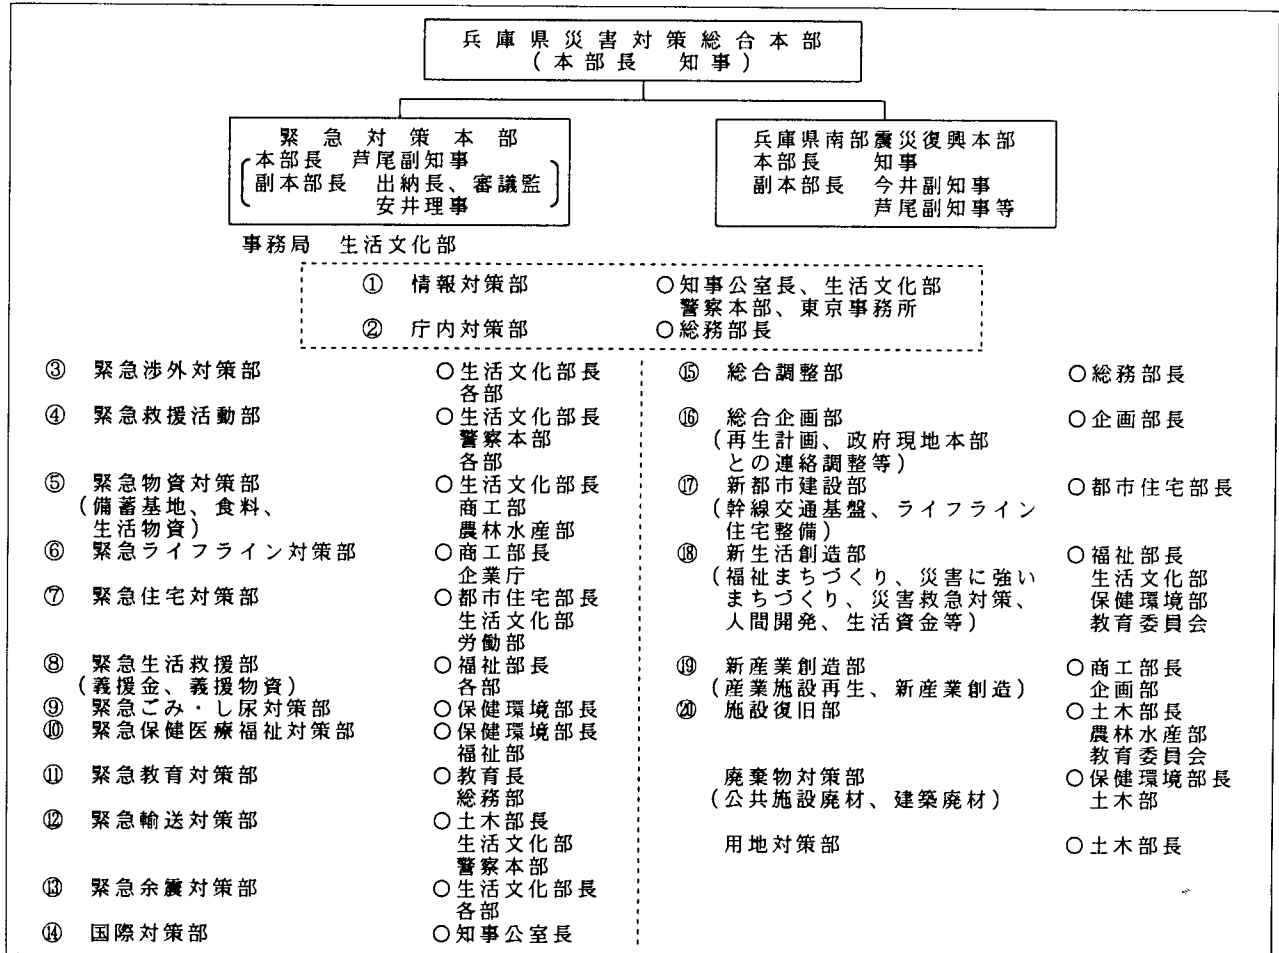 兵庫県災害対策総合本部
(本部長 知事)
緊急対策本部
本部長 芦尾副知事
副本部長 出納長、審議監
安井理事
兵庫県南部震災復興本部
本部長 知事
副本部長 今井副知事
芦尾副知事等
事務局 生活文化部
① 情報対策部 ○知事公室長、生活文化部
警察本部、東京事務所
② 庁内対策部 ○総務部長
③ 緊急渉外対策部 ○生活文化部長
各部
④ 緊急救援活動部 ○生活文化部長
警察本部
各部
⑤ 緊急物資対策部 ○生活文化部長
(備蓄基地、食料、 商工部
生活物資) 農林水産部
⑥ 緊急ライフライン対策部 ○商工部長
企業庁
⑦ 緊急住宅対策部 ○都市住宅部長
生活文化部
労働部
⑧ 緊急生活救援部 ○福祉部長
(義援金、義援物資) 各部
⑨ 緊急ごみ・し尿対策部 ○保健環境部長
⑩ 緊急保健医療福祉対策部 ○保健環境部長
福祉部
⑪ 緊急教育対策部 ○教育長
総務部
⑫ 緊急輸送対策部 ○土木部長
生活文化部
警察本部
⑬ 緊急余震対策部 ○生活文化部長
各部
⑭ 国際対策部 ○知事公室長
⑮ 総合調整部 ○総務部長
⑯ 総合企画部 ○企画部長
(再生計画、政府現地本部
との連絡調整等)
⑰ 新都市建設部 ○都市住宅部長
(幹線交通基盤、ライフライン
住宅整備)
⑱ 新生活創造部 ○福祉部長
(福祉まちづくり、災害に強い 生活文化部
まちづくり、災害救急対策、 保健環境部
人間開発、生活資金等) 教育委員会
⑲ 新産業創造部 ○商工部長
(産業施設再生、新産業創造) 企画部
⑳ 施設復旧部 ○土木部長
農林水産部
教育委員会
廃棄物対策部 ○保健環境部長
(公共施設廃材、建築廃材) 土木部
用地対策部 ○土木部長